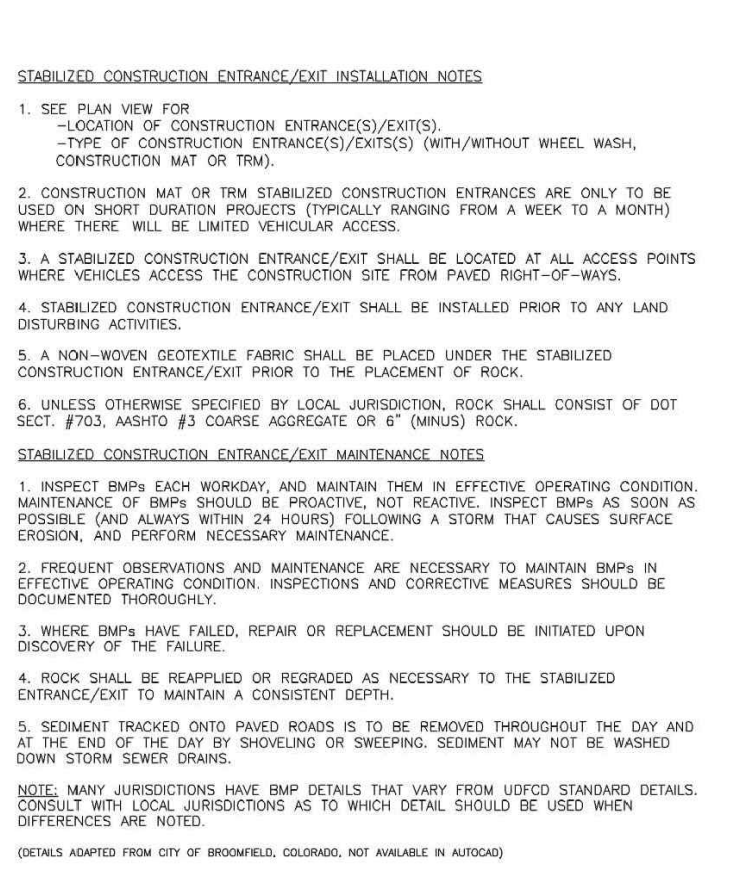 STABILIZED CONSTRUCTION ENTRANCE/EXIT INSTALLATION NOTES
1. SEE PLAN VIEW FOR
-LOCATION OF CONSTRUCTION ENTRANCE(S)/EXIT(S).
-TYPE OF CONSTRUCTION ENTRANCE(S)/EXITS(S) (WITH/WITHOUT WHEEL WASH,
CONSTRUCTION MAT OR TRM).
2. CONSTRUCTION MAT OR TRM STABILIZED CONSTRUCTION ENTRANCES ARE ONLY TO BE
USED ON SHORT DURATION PROJECTS (TYPICALLY RANGING FROM A WEEK TO A MONTH)
WHERE THERE WILL BE LIMITED VEHICULAR ACCESS.
3. A STABILIZED CONSTRUCTION ENTRANCE/EXIT SHALL BE LOCATED AT ALL ACCESS POINTS
WHERE VEHICLES ACCESS THE CONSTRUCTION SITE FROM PAVED RIGHT-OF-WAYS.
4. STABILIZED CONSTRUCTION ENTRANCE/EXIT SHALL BE INSTALLED PRIOR TO ANY LAND
DISTURBING ACTIVITIES.
5. A NON-WOVEN GEOTEXTILE FABRIC SHALL BE PLACED UNDER THE STABILIZED
CONSTRUCTION ENTRANCE/EXIT PRIOR TO THE PLACEMENT OF ROCK.
6. UNLESS OTHERWISE SPECIFIED BY LOCAL JURISDICTION, ROCK SHALL CONSIST OF DOT
SECT. #703, AASHTO #3 COARSE AGGREGATE OR 6" (MINUS) ROCK.
STABILIZED CONSTRUCTION ENTRANCE/EXIT MAINTENANCE NOTES
1. INSPECT BMPs EACH WORKDAY, AND MAINTAIN THEM IN EFFECTIVE OPERATING CONDITION.
MAINTENANCE OF BMPs SHOULD BE PROACTIVE, NOT REACTIVE. INSPECT BMPs AS SOON AS
POSSIBLE (AND ALWAYS WITHIN 24 HOURS) FOLLOWING A STORM THAT CAUSES SURFACE
EROSION, AND PERFORM NECESSARY MAINTENANCE.
2. FREQUENT OBSERVATIONS AND MAINTENANCE ARE NECESSARY TO MAINTAIN BMPs IN
EFFECTIVE OPERATING CONDITION. INSPECTIONS AND CORRECTIVE MEASURES SHOULD BE
DOCUMENTED THOROUGHLY.
3. WHERE BMPs HAVE FAILED, REPAIR OR REPLACEMENT SHOULD BE INITIATED UPON
DISCOVERY OF THE FAILURE.
4. ROCK SHALL BE REAPPLIED OR REGRADED AS NECESSARY TO THE STABILIZED
ENTRANCE/EXIT TO MAINTAIN A CONSISTENT DEPTH.
5. SEDIMENT TRACKED ONTO PAVED ROADS IS TO BE REMOVED THROUGHOUT THE DAY AND
AT THE END OF THE DAY BY SHOVELING OR SWEEPING. SEDIMENT MAY NOT BE WASHED
DOWN STORM SEWER DRAINS.
NOTE: MANY JURISDICTIONS HAVE BMP DETAILS THAT VARY FROM UDFCD STANDARD DETAILS.
CONSULT WITH LOCAL JURISDICTIONS AS TO WHICH DETAIL SHOULD BE USED WHEN
DIFFERENCES ARE NOTED.
(DETAILS ADAPTED FROM CITY OF BROOMFIELD, COLORADO, NOT AVAILABLE IN AUTOCAD)